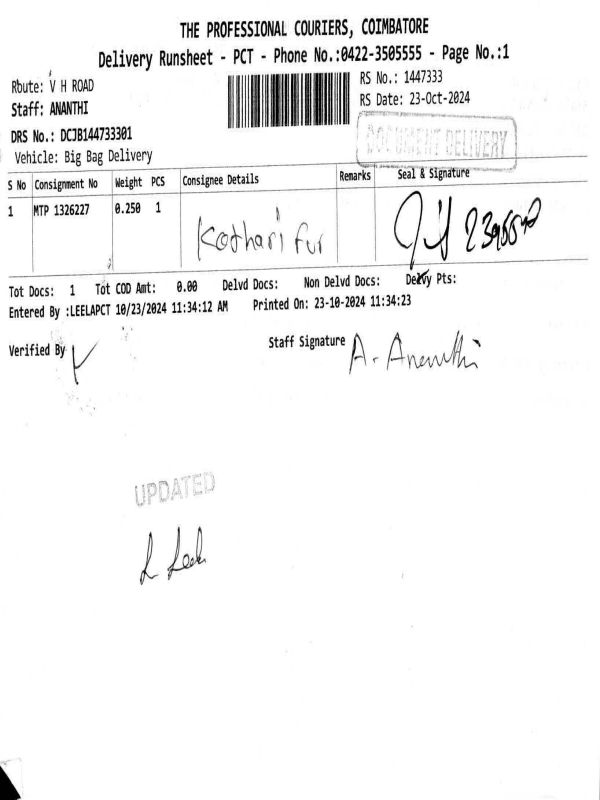 THE PROFESSIONAL COURIERS, COIMBATORE
Delivery Runsheet - PCT - Phone No.:0422-3505555 - Page No.:1
Route: V H ROAD
RS No.: 1447333
Staff: ANANTHI
RS Date: 23-Oct-2024
DRS No.: DCJB144733301
DOCUMENT DELIVERY
Vehicle: Big Bag Delivery
S No Consignment No Weight PCS Consignee Details Remarks Seal & Signature
1 MTP 1326227 0.250 1 Kothari Fur
Tot Docs: 1 Tot COD Amt: 0.00 Delvd Docs: Non Delvd Docs: Delvy Pts:
Entered By :LEELAPCT 10/23/2024 11:34:12 AM Printed On: 23-10-2024 11:34:23
Verified By
Staff Signature A. Ananthi
UPDATED